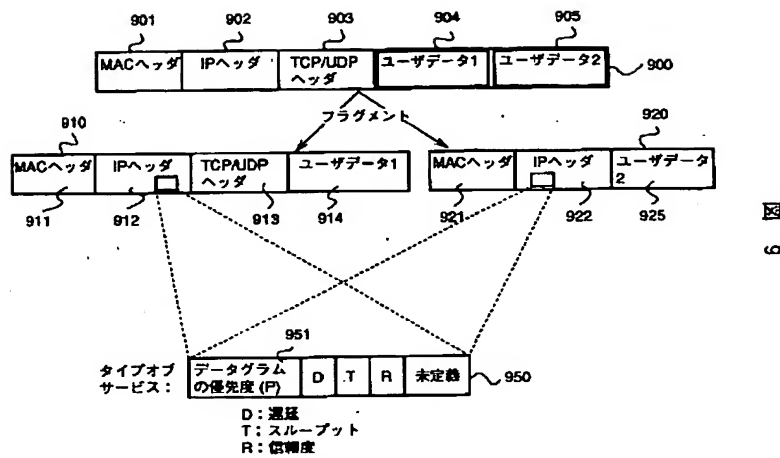 901 902 903 904 905
MACヘッダ IPヘッダ TCP/UDP ヘッダ ユーザデータ1 ユーザデータ2 900
フラグメント
910 920
MACヘッダ IPヘッダ TCP/UDP ヘッダ ユーザデータ1 MACヘッダ IPヘッダ ユーザデータ 2
911 912 913 914 921 922 925
図 9
951
タイプオブ サービス: データグラム の優先度 (P) D T R 未定義 950
D:遅延
T:スループット
R:信頼度